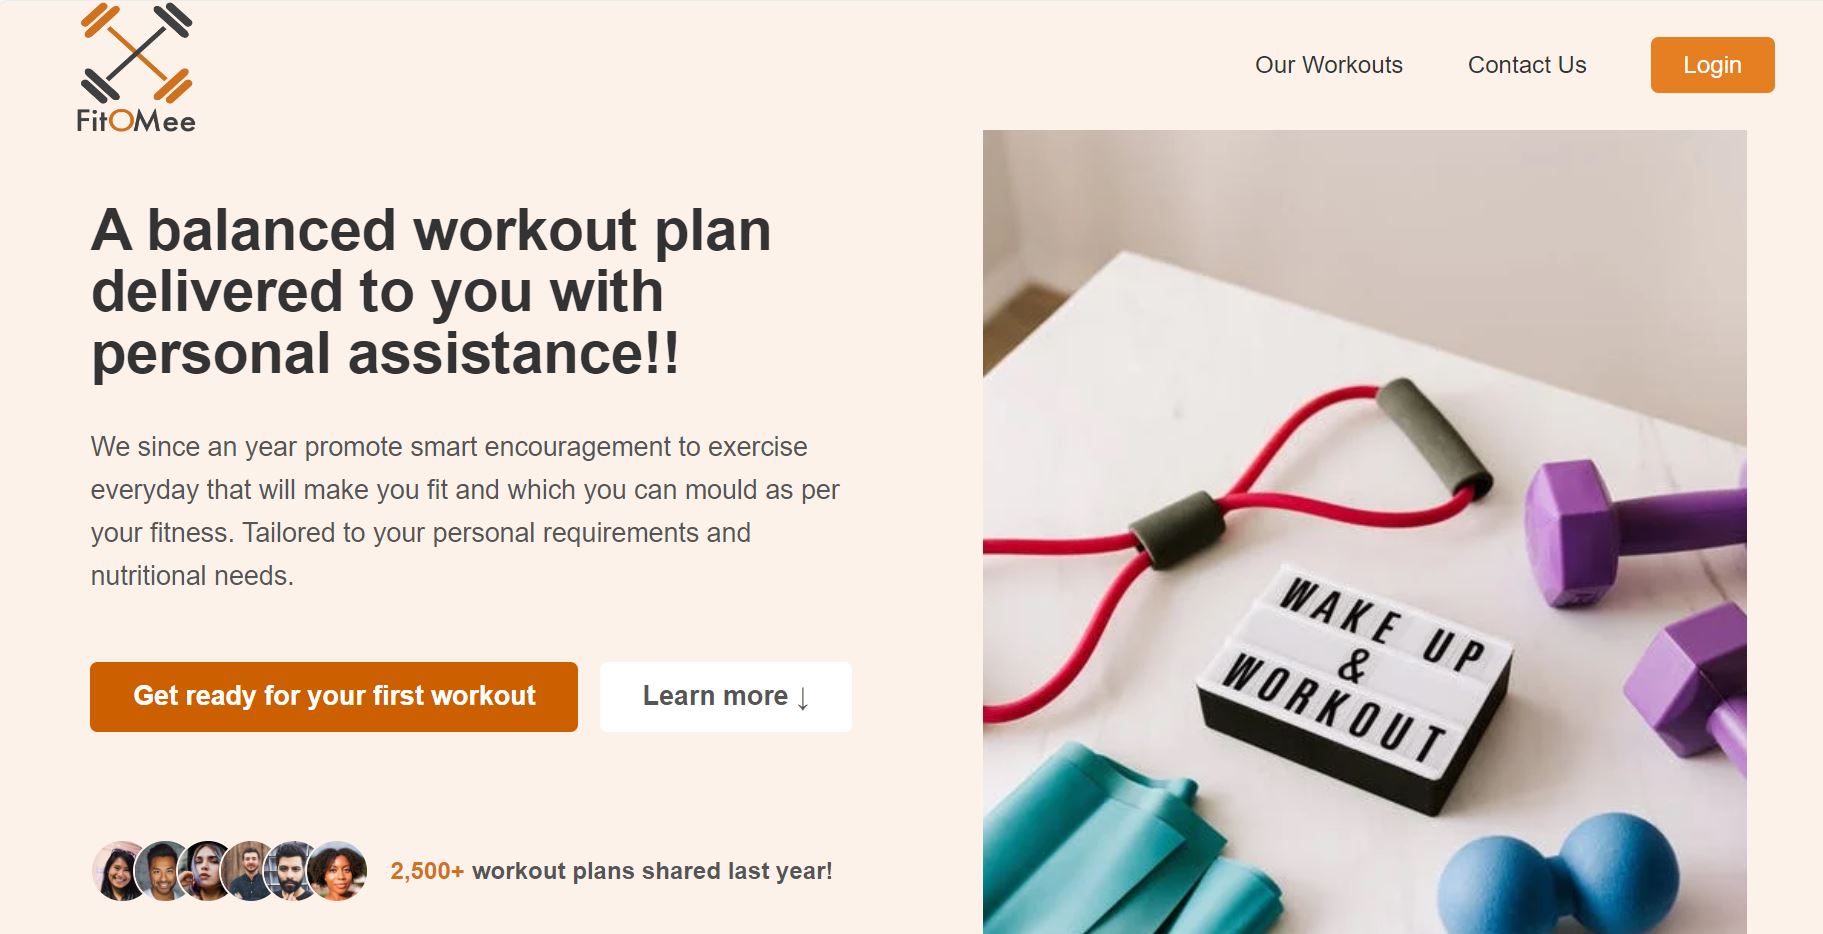 FitOMee
Our Workouts
Contact Us
Login
A balanced workout plan
delivered to you with
personal assistance!!
We since an year promote smart encouragement to exercise
everyday that will make you fit and which you can mould as per
your fitness. Tailored to your personal requirements and
nutritional needs.
Get ready for your first workout
Learn more ↓
2,500+ workout plans shared last year!
WAKE UP
&
WORKOUT